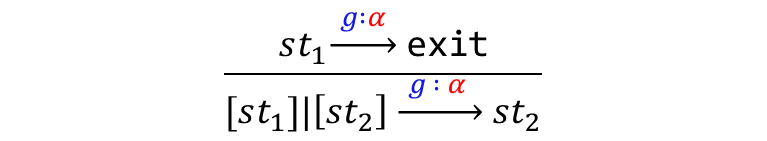 g:α
st₁ ⟶ exit
g : α
[st₁]|[st₂] ⟶ st₂